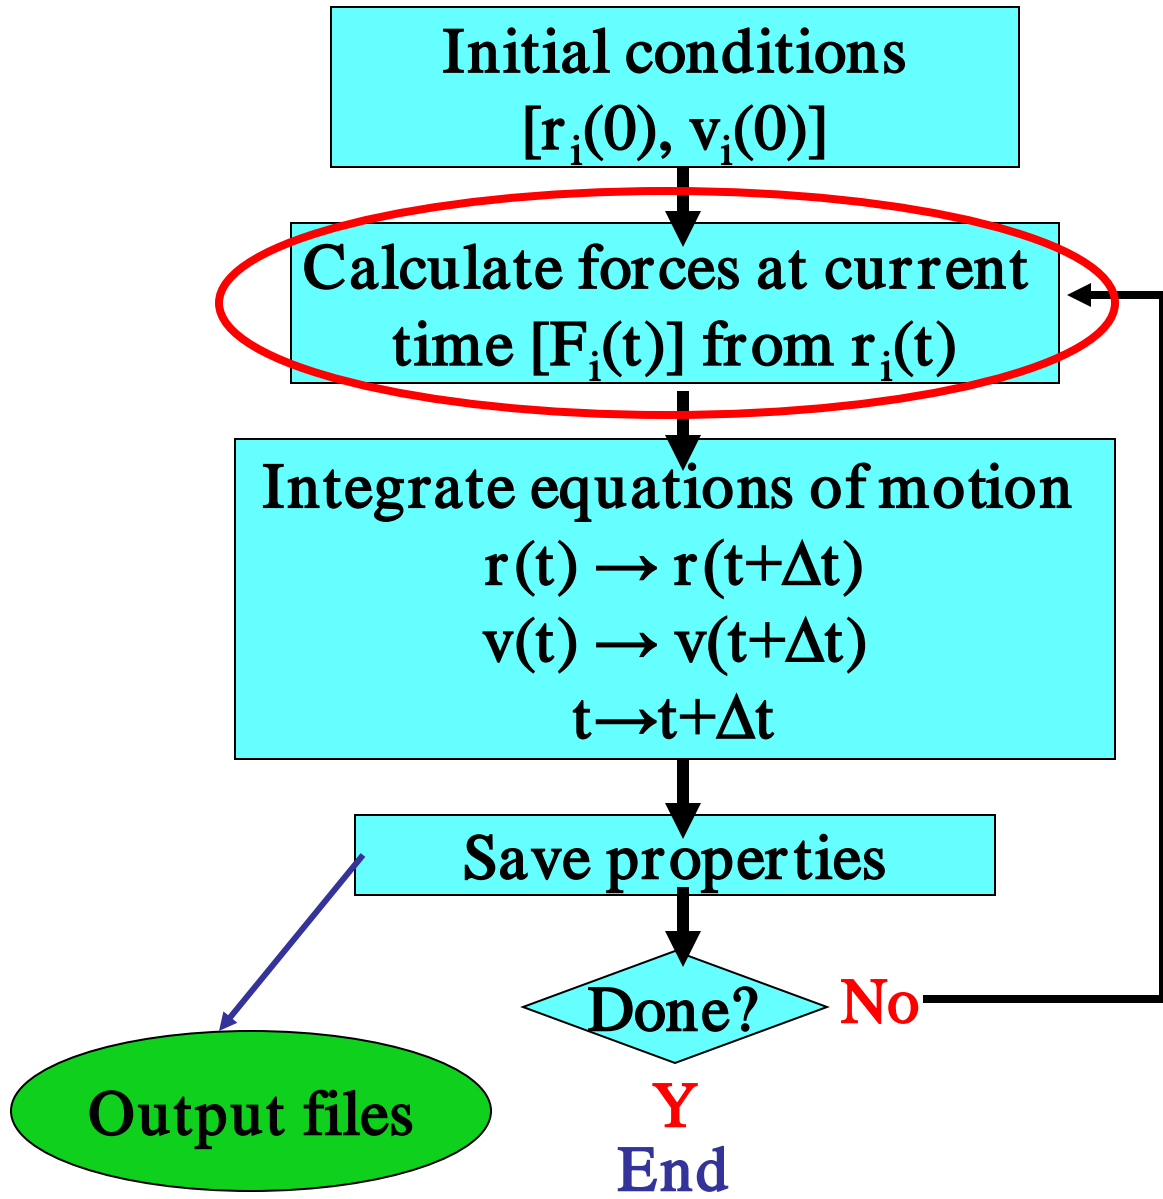 Initial conditions
[rᵢ(0), vᵢ(0)]
Calculate forces at current
time [Fᵢ(t)] from rᵢ(t)
Integrate equations of motion
r(t) → r(t+Δt)
v(t) → v(t+Δt)
t→t+Δt
Save properties
Done?
No
Y
End
Output files